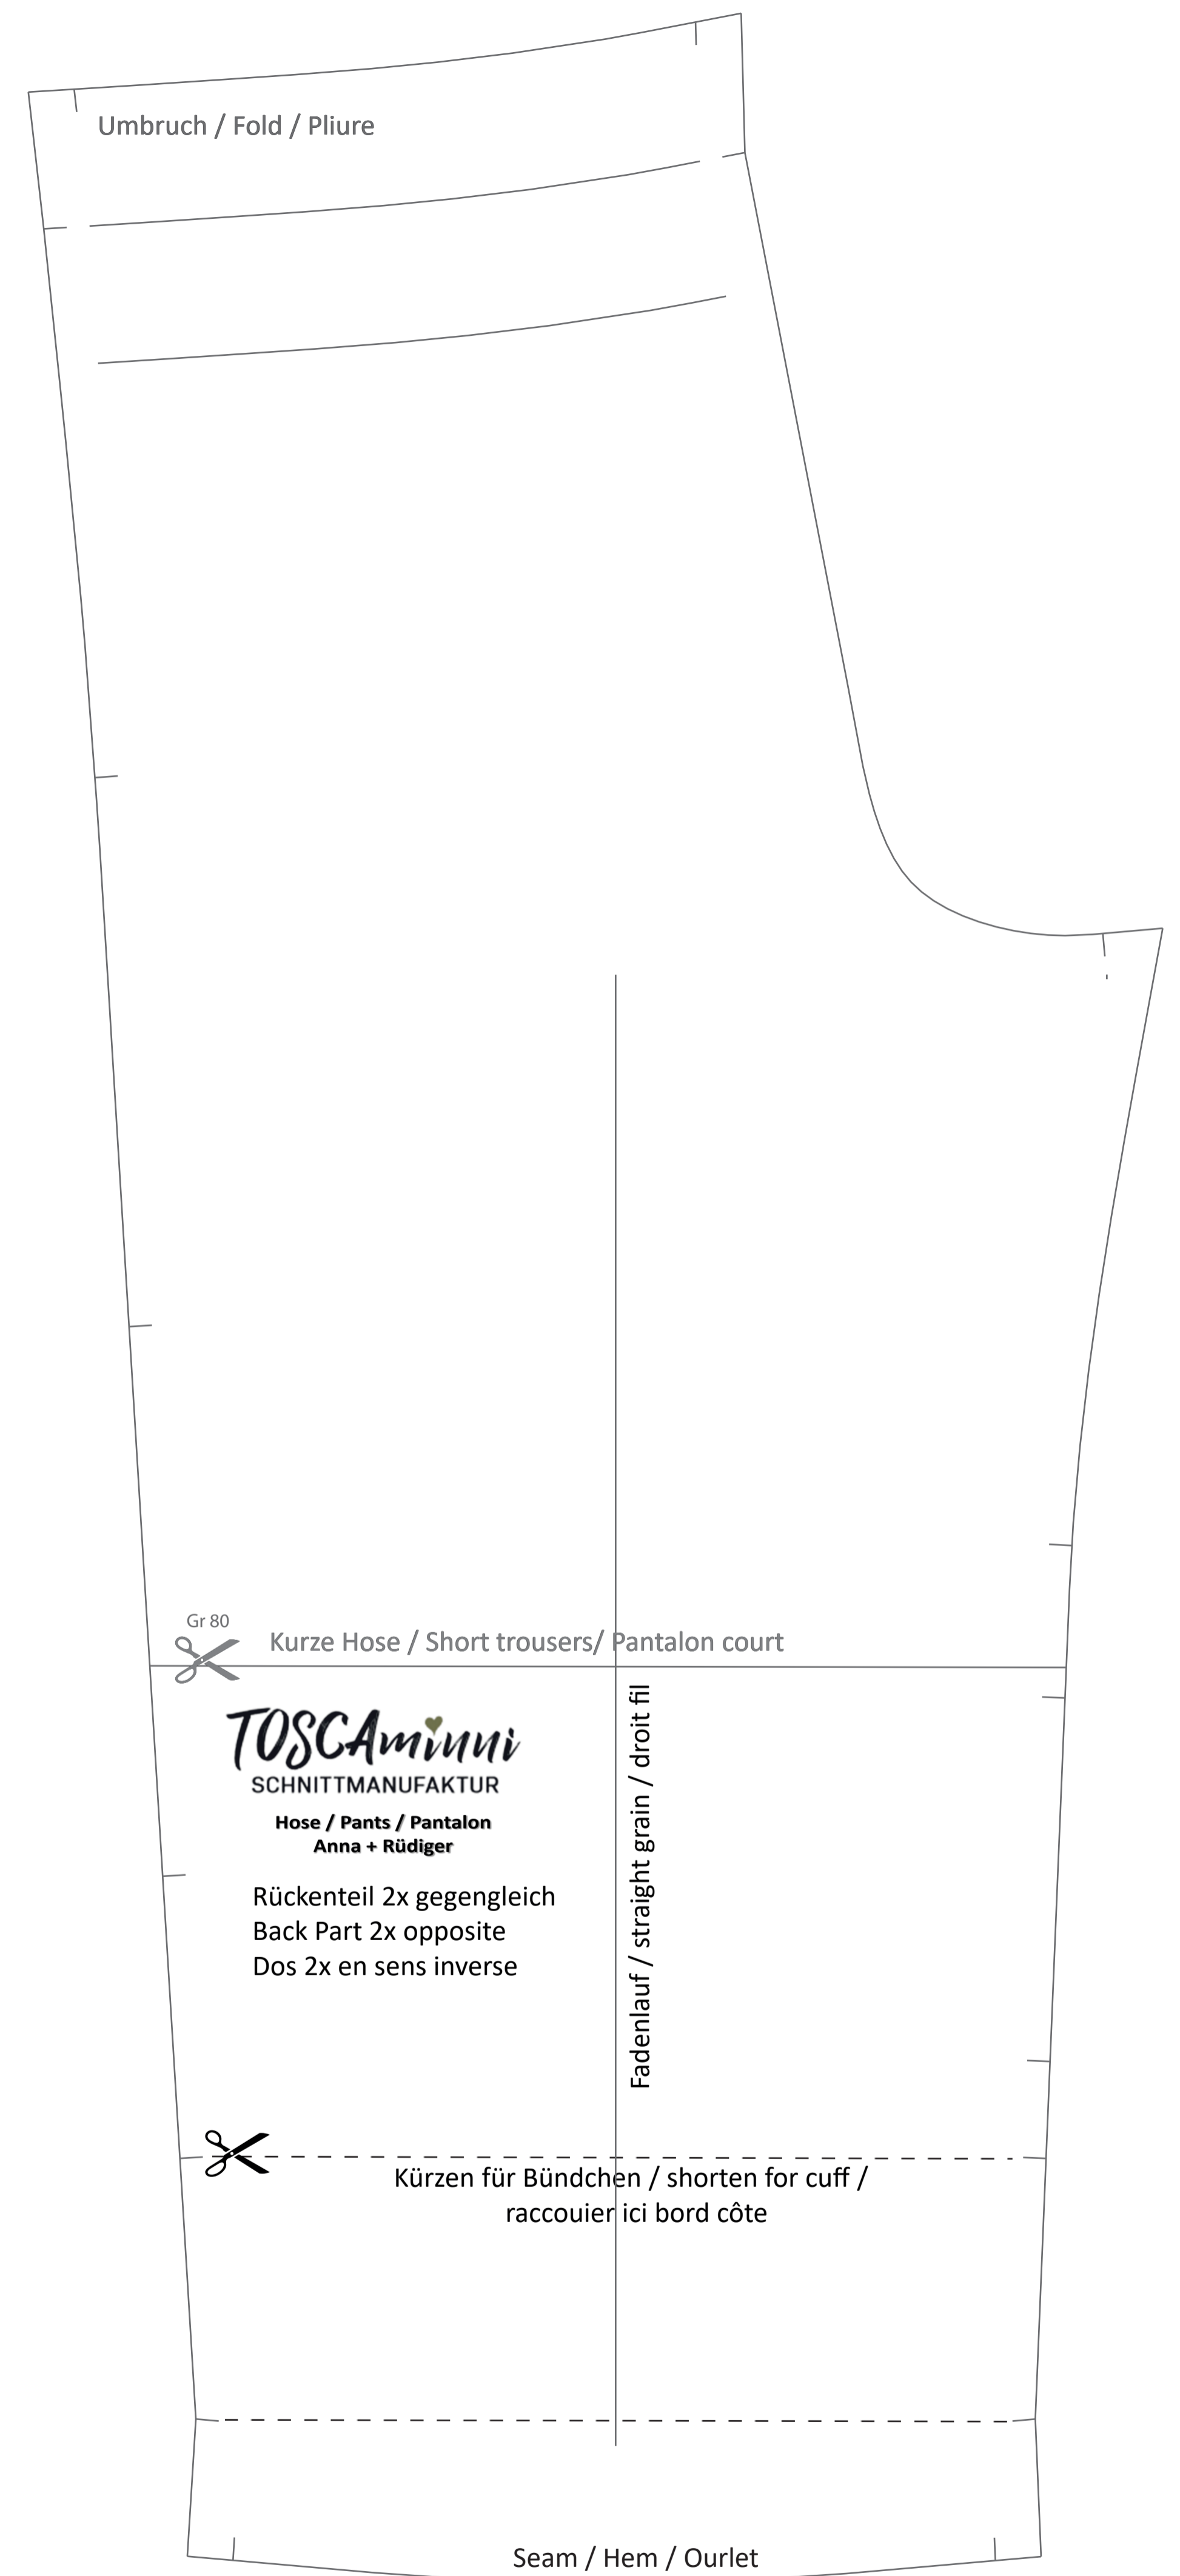 Umbruch / Fold / Pliure
Gr 80
Kurze Hose / Short trousers/ Pantalon court
TOSCAminni
SCHNITTMANUFAKTUR
Hose / Pants / Pantalon
Anna + Rüdiger
Rückenteil 2x gegengleich
Back Part 2x opposite
Dos 2x en sens inverse
Fadenlauf / straight grain / droit fil
Kürzen für Bündchen / shorten for cuff /
raccouier ici bord côte
Seam / Hem / Ourlet